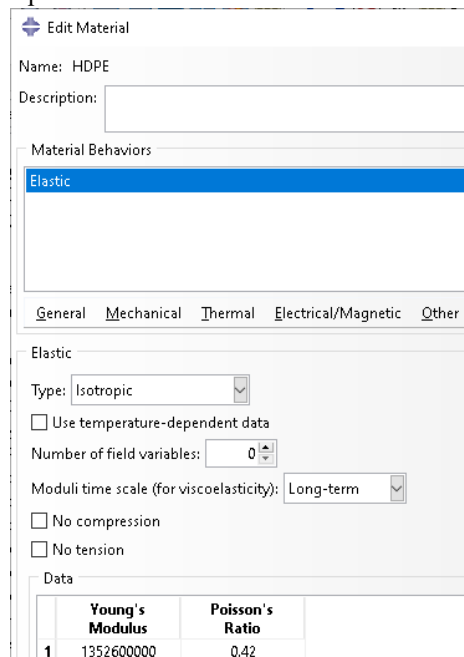 Edit Material
Name: HDPE
Description:
Material Behaviors
Elastic
General Mechanical Thermal Electrical/Magnetic Other
Elastic
Type: Isotropic
Use temperature-dependent data
Number of field variables: 0
Moduli time scale (for viscoelasticity): Long-term
No compression
No tension
Data
Young's Poisson's
Modulus Ratio
1 1352600000 0.42